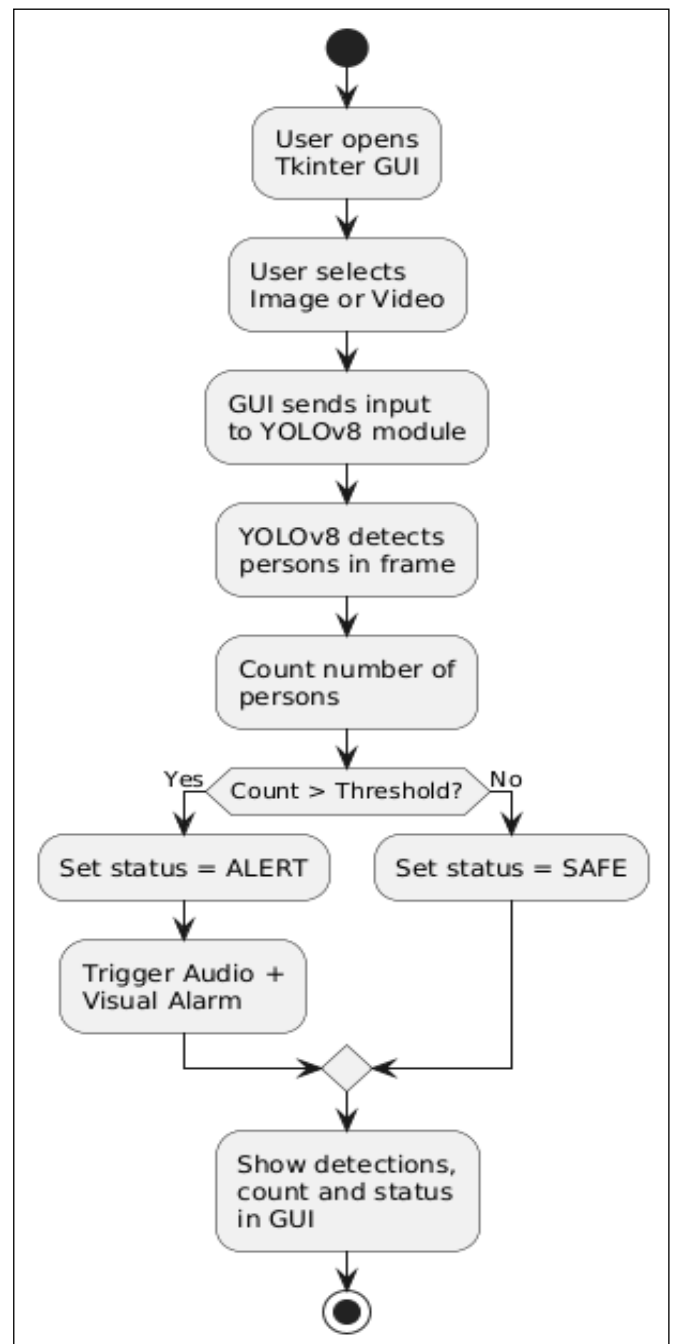 User opens
Tkinter GUI
User selects
Image or Video
GUI sends input
to YOLOv8 module
YOLOv8 detects
persons in frame
Count number of
persons
Yes
Count > Threshold?
No
Set status = ALERT
Set status = SAFE
Trigger Audio +
Visual Alarm
Show detections,
count and status
in GUI